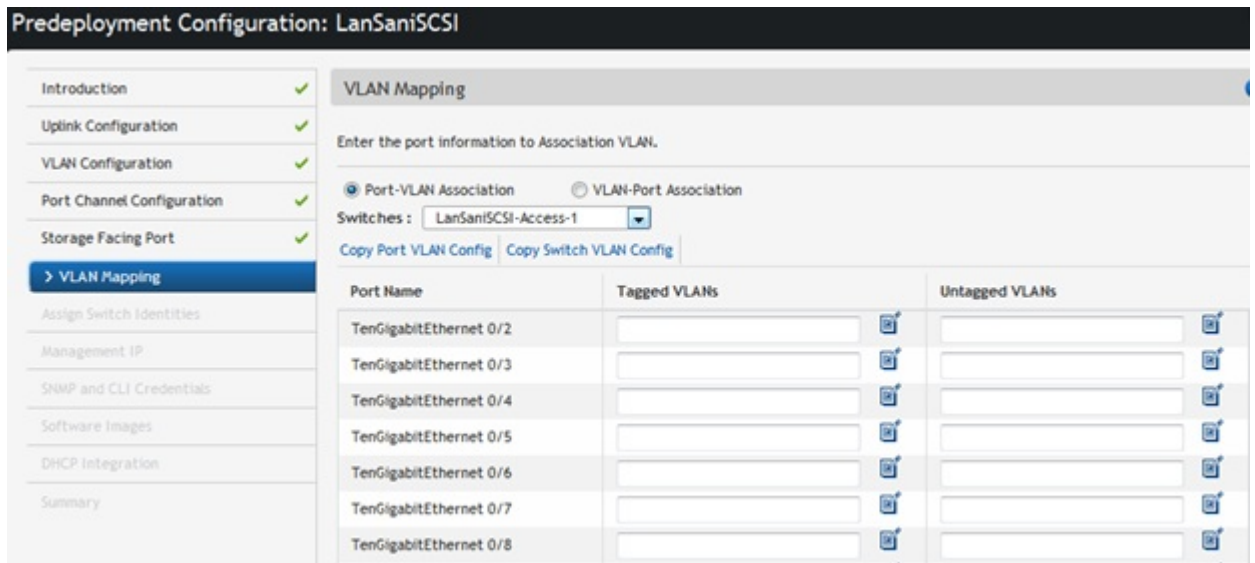 Predeployment Configuration: LanSaniSCSI
Introduction
Uplink Configuration
VLAN Configuration
Port Channel Configuration
Storage Facing Port
> VLAN Mapping
Assign Switch Identities
Management IP
SNMP and CLI Credentials
Software Images
DHCP Integration
Summary
VLAN Mapping
Enter the port information to Association VLAN.
Port-VLAN Association VLAN-Port Association
Switches : LanSaniSCSI-Access-1
Copy Port VLAN Config Copy Switch VLAN Config
Port Name Tagged VLANs Untagged VLANs
TenGigabitEthernet 0/2
TenGigabitEthernet 0/3
TenGigabitEthernet 0/4
TenGigabitEthernet 0/5
TenGigabitEthernet 0/6
TenGigabitEthernet 0/7
TenGigabitEthernet 0/8